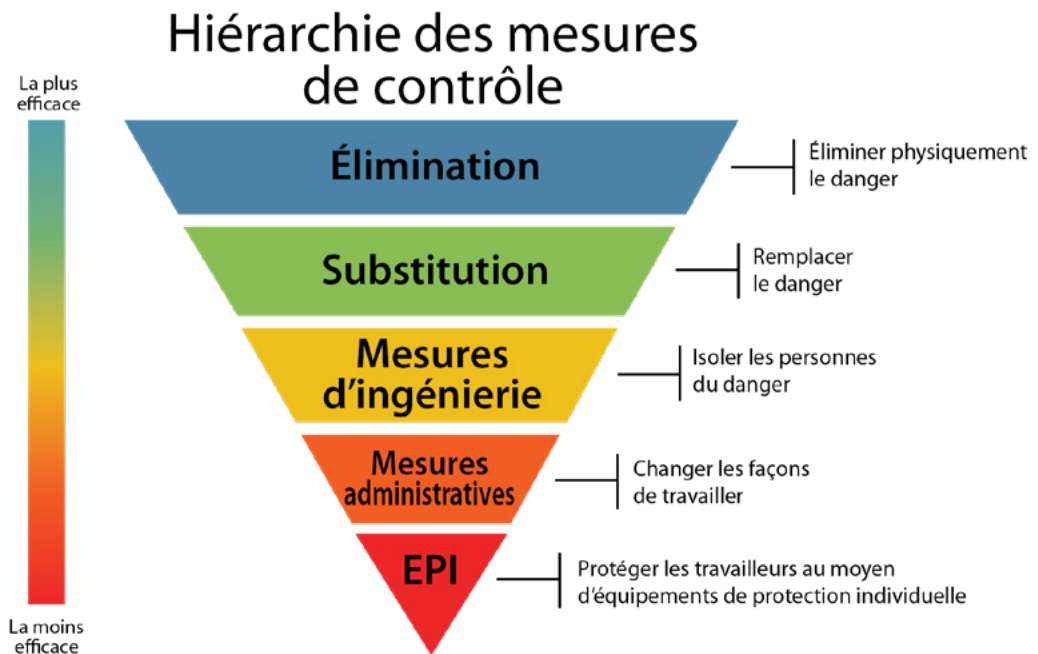 Hiérarchie des mesures
de contrôle
La plus
efficace
Élimination
Éliminer physiquement
le danger
Substitution
Remplacer
le danger
Mesures
d'ingénierie
Isoler les personnes
du danger
Mesures
administratives
Changer les façons
de travailler
EPI
Protéger les travailleurs au moyen
d'équipements de protection individuelle
La moins
efficace